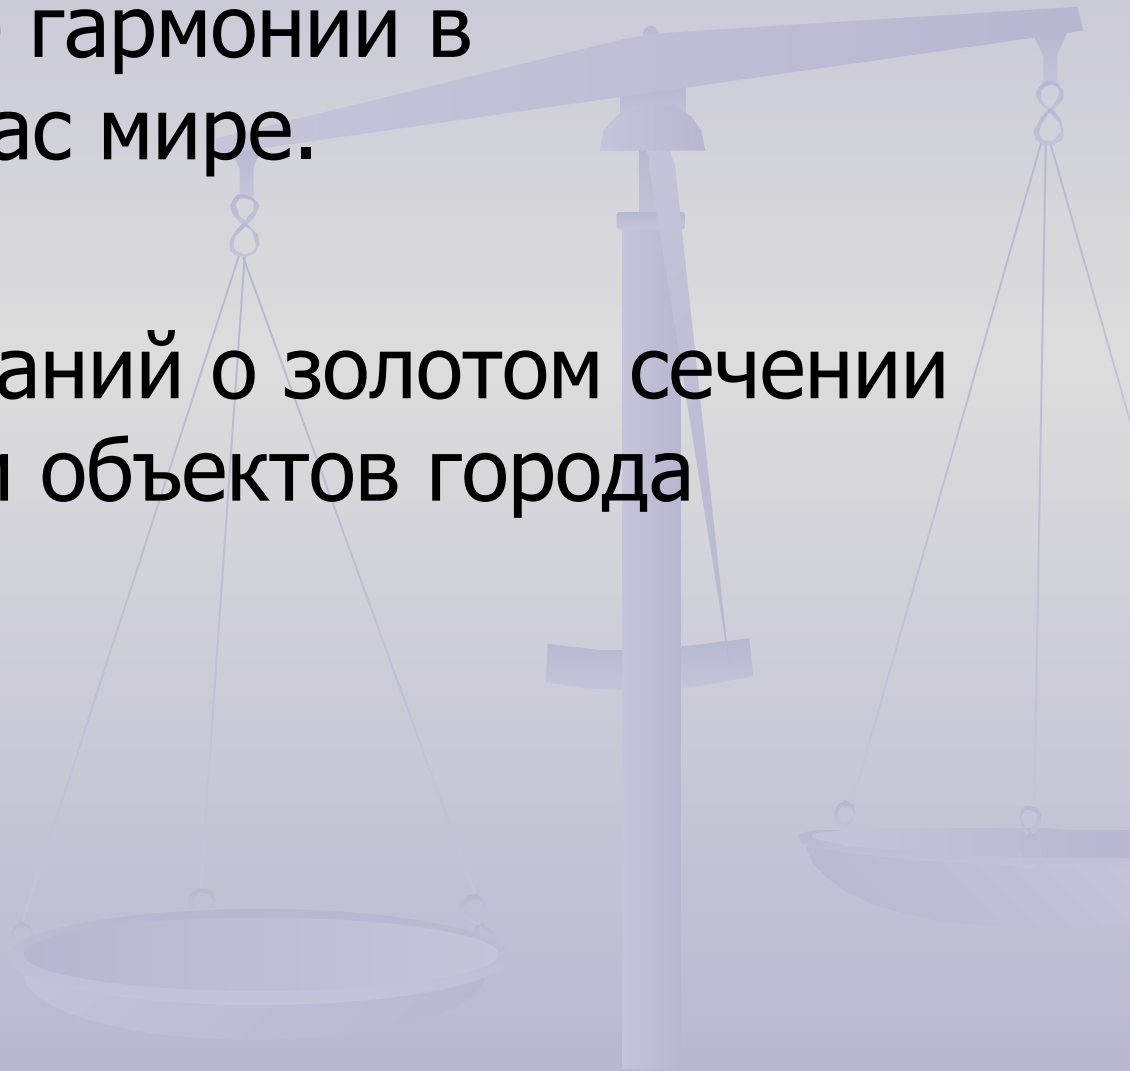 гармонии в
ас мире.
аний о золотом сечении
объектов города